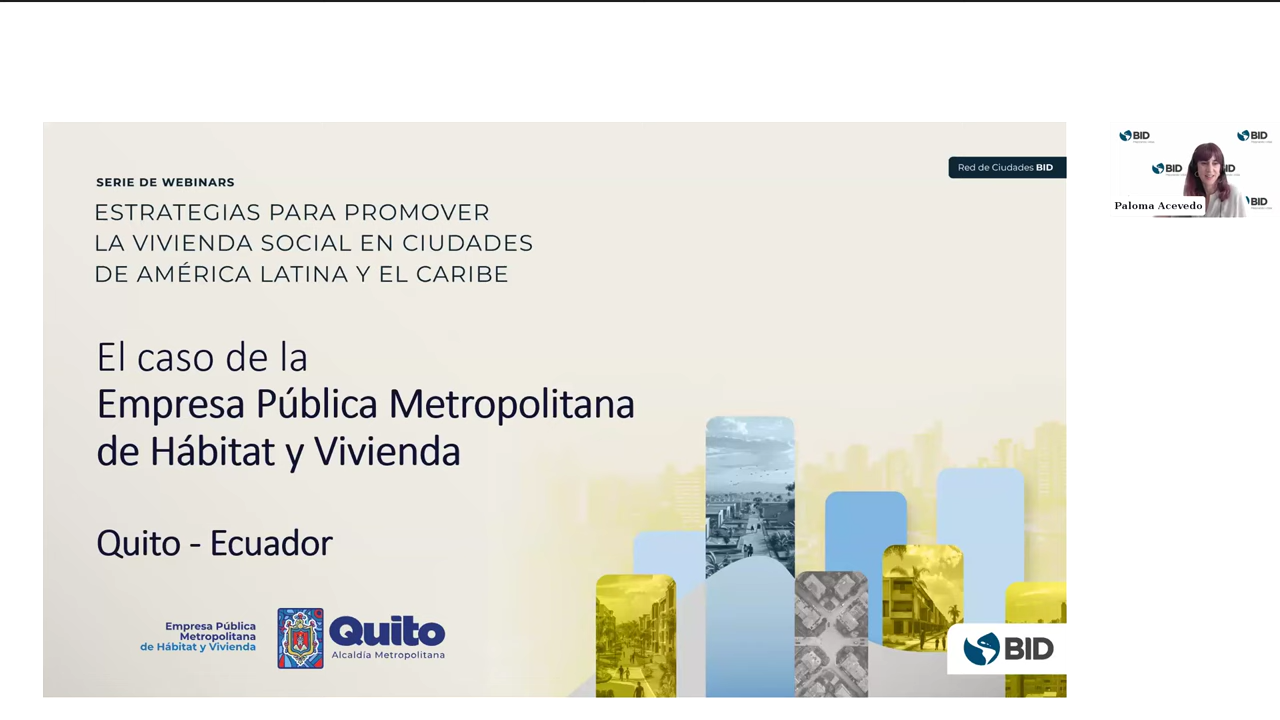 SERIE DE WEBINARS
ESTRATEGIAS PARA PROMOVER
LA VIVIENDA SOCIAL EN CIUDADES
DE AMÉRICA LATINA Y EL CARIBE
Red de Ciudades BID
El caso de la
Empresa Pública Metropolitana
de Hábitat y Vivienda
Quito - Ecuador
Empresa Pública
Metropolitana
de Hábitat y Vivienda
Quito
Alcaldía Metropolitana
BID
BID
BID
BID
BID
Paloma Acevedo